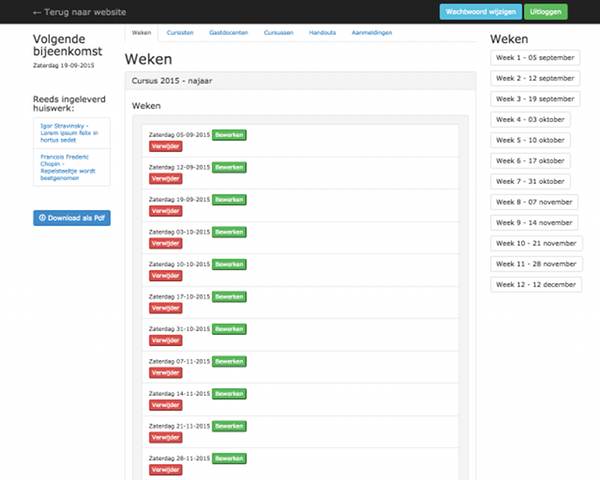 ← Terug naar website
Wachtwoord wijzigen
Uitloggen
Volgende
bijeenkomst
Zaterdag 19-09-2015
Reeds ingeleverd
huiswerk:
Igor Stravinsky -
Lorem ipsum felix in
hortus sedet
Francois Frederic
Chopin -
Repelsteeltje wordt
beetgenomen
Download als Pdf
Weken
Cursisten
Gastdocenten
Cursussen
Handouts
Aanmeldingen
Weken
Cursus 2015 - najaar
Weken
Zaterdag 05-09-2015 Bewerken
Verwijder
Zaterdag 12-09-2015 Bewerken
Verwijder
Zaterdag 19-09-2015 Bewerken
Verwijder
Zaterdag 03-10-2015 Bewerken
Verwijder
Zaterdag 10-10-2015 Bewerken
Verwijder
Zaterdag 17-10-2015 Bewerken
Verwijder
Zaterdag 31-10-2015 Bewerken
Verwijder
Zaterdag 07-11-2015 Bewerken
Verwijder
Zaterdag 14-11-2015 Bewerken
Verwijder
Zaterdag 21-11-2015 Bewerken
Verwijder
Zaterdag 28-11-2015 Bewerken
Verwijder
Weken
Week 1 - 05 september
Week 2 - 12 september
Week 3 - 19 september
Week 4 - 03 oktober
Week 5 - 10 oktober
Week 6 - 17 oktober
Week 7 - 31 oktober
Week 8 - 07 november
Week 9 - 14 november
Week 10 - 21 november
Week 11 - 28 november
Week 12 - 12 december